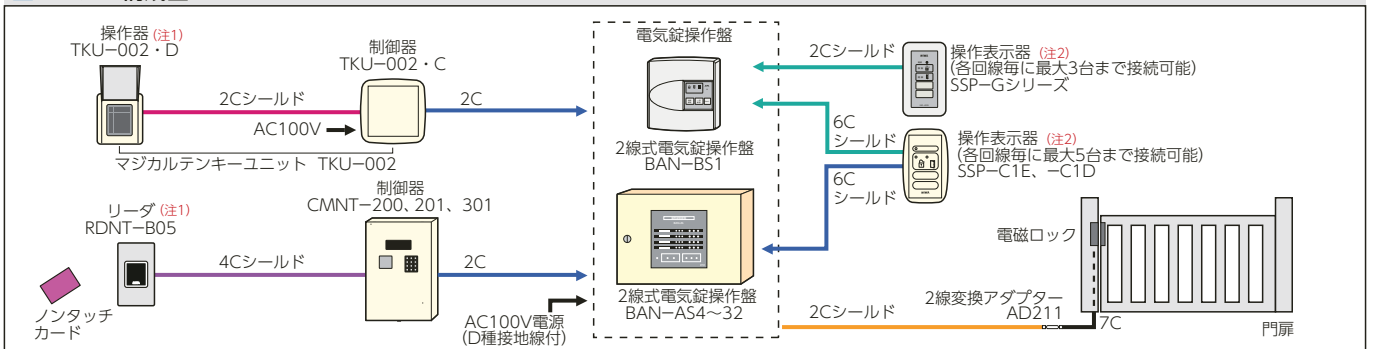 操作器 (注1)
TKU−002・D
制御器
TKU−002・C
2Cシールド
AC100V
2C
マジカルテンキーユニット TKU−002
リーダ (注1)
RDNT−B05
ノンタッチ
カード
4Cシールド
制御器
CMNT−200、201、301
2C
AC100V電源
(D種接地線付)
電気錠操作盤
2線式電気錠操作盤
BAN−BS1
2線式電気錠操作盤
BAN−AS4〜32
2Cシールド
操作表示器 (注2)
(各回線毎に最大3台まで接続可能)
SSP−Gシリーズ
6C
シールド
6C
シールド
操作表示器 (注2)
(各回線毎に最大5台まで接続可能)
SSP−C1E、−C1D
電磁ロック
2Cシールド
2線変換アダプター
AD211
7C
門扉